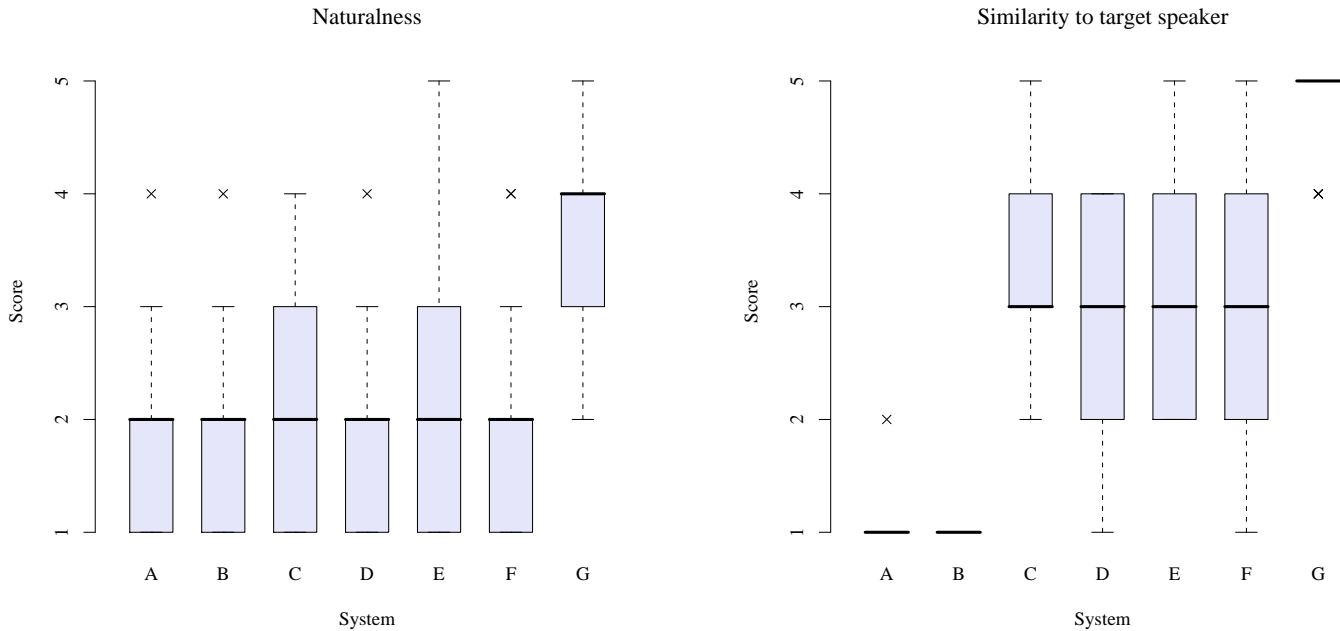 Naturalness
Score
5
4
3
2
1
A B C D E F G
System
Similarity to target speaker
Score
5
4
3
2
1
A B C D E F G
System